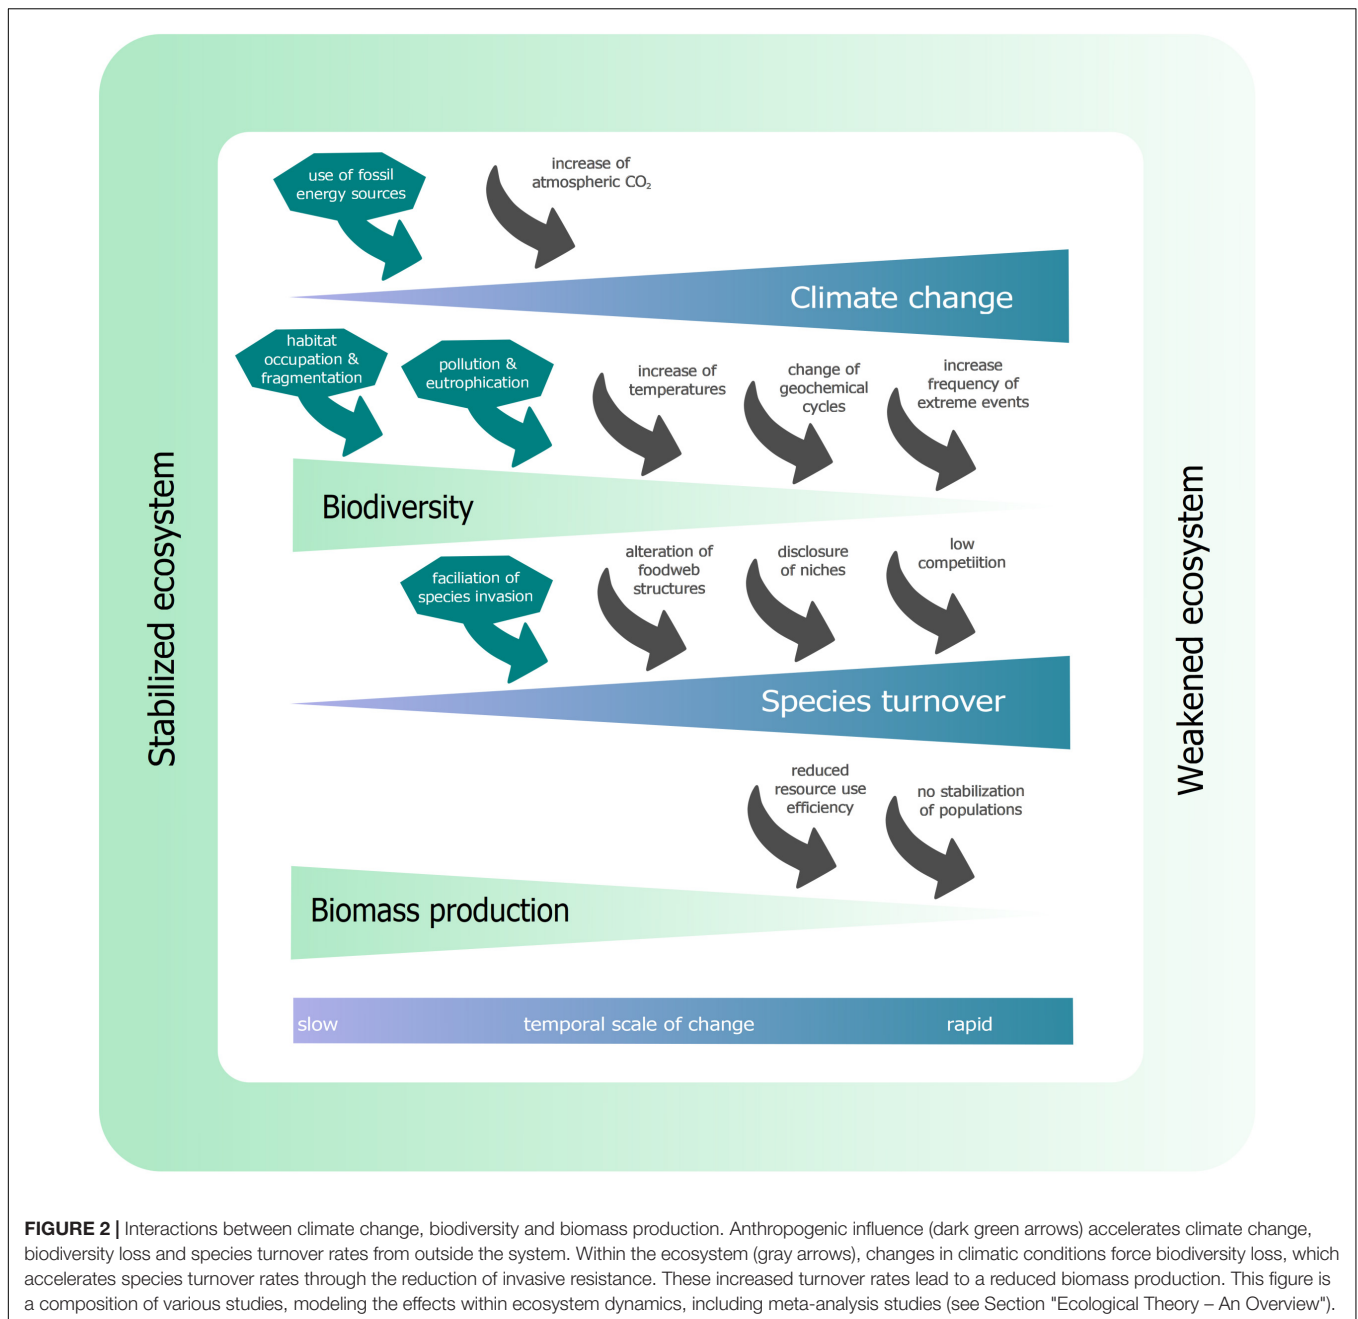 use of fossil
energy sources
increase of
atmospheric CO₂
Climate change
habitat
occupation &
fragmentation
pollution &
eutrophication
increase of
temperatures
change of
geochemical
cycles
increase
frequency of
extreme events
Stabilized ecosystem
Biodiversity
Weakened ecosystem
faciliation of
species invasion
alteration of
foodweb
structures
disclosure
of niches
low
competiition
Species turnover
reduced
resource use
efficiency
no stabilization
of populations
Biomass production
slow
temporal scale of change
rapid
FIGURE 2 | Interactions between climate change, biodiversity and biomass production. Anthropogenic influence (dark green arrows) accelerates climate change,
biodiversity loss and species turnover rates from outside the system. Within the ecosystem (gray arrows), changes in climatic conditions force biodiversity loss, which
accelerates species turnover rates through the reduction of invasive resistance. These increased turnover rates lead to a reduced biomass production. This figure is
a composition of various studies, modeling the effects within ecosystem dynamics, including meta-analysis studies (see Section "Ecological Theory – An Overview").